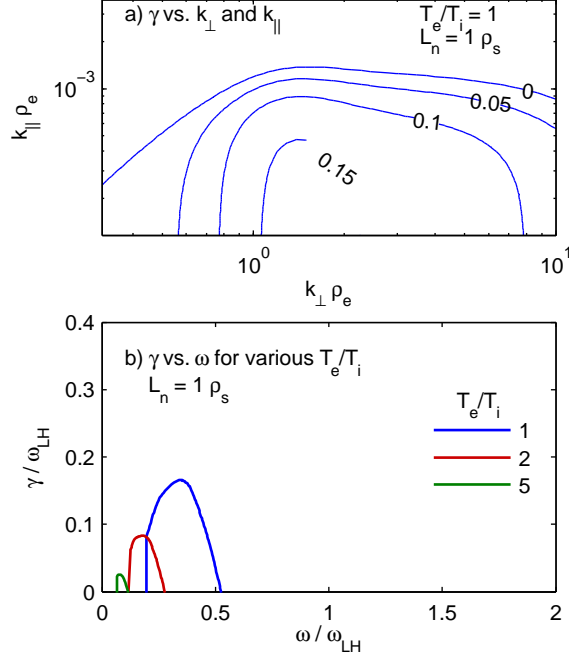 a) γ vs. k⊥ and k||
Te/Ti = 1
Ln = 1 ρs
k|| ρe
10⁻³
0
0.05
0.1
0.15
10⁰
10¹
k⊥ ρe
b) γ vs. ω for various Te/Ti
Ln = 1 ρs
Te/Ti
1
2
5
γ / ωLH
0.4
0.3
0.2
0.1
0
0
0.5
1
1.5
2
ω / ωLH